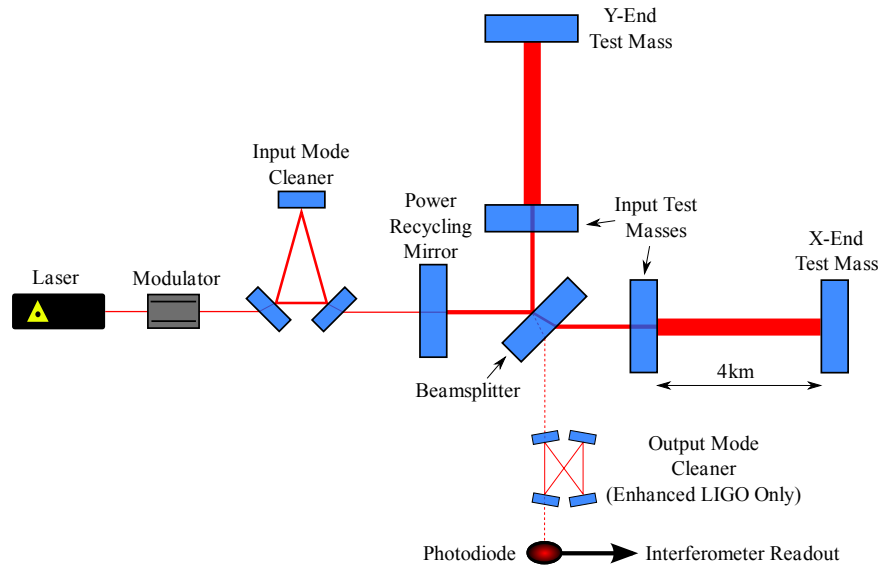 Y-End
Test Mass
Input Mode
Cleaner
Power
Recycling
Mirror
Input Test
Masses
X-End
Test Mass
Laser
Modulator
Beamsplitter
4km
Output Mode
Cleaner
(Enhanced LIGO Only)
Photodiode
Interferometer Readout